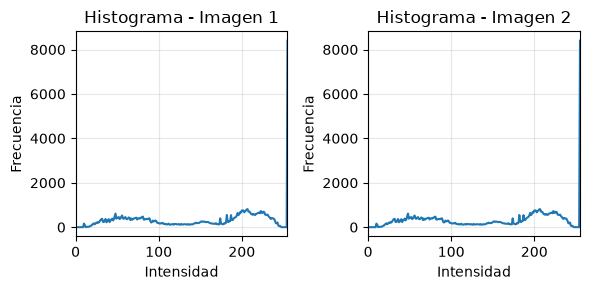 Histograma - Imagen 1
Frecuencia
8000
6000
4000
2000
0
0 100 200
Intensidad
Histograma - Imagen 2
Frecuencia
8000
6000
4000
2000
0
0 100 200
Intensidad